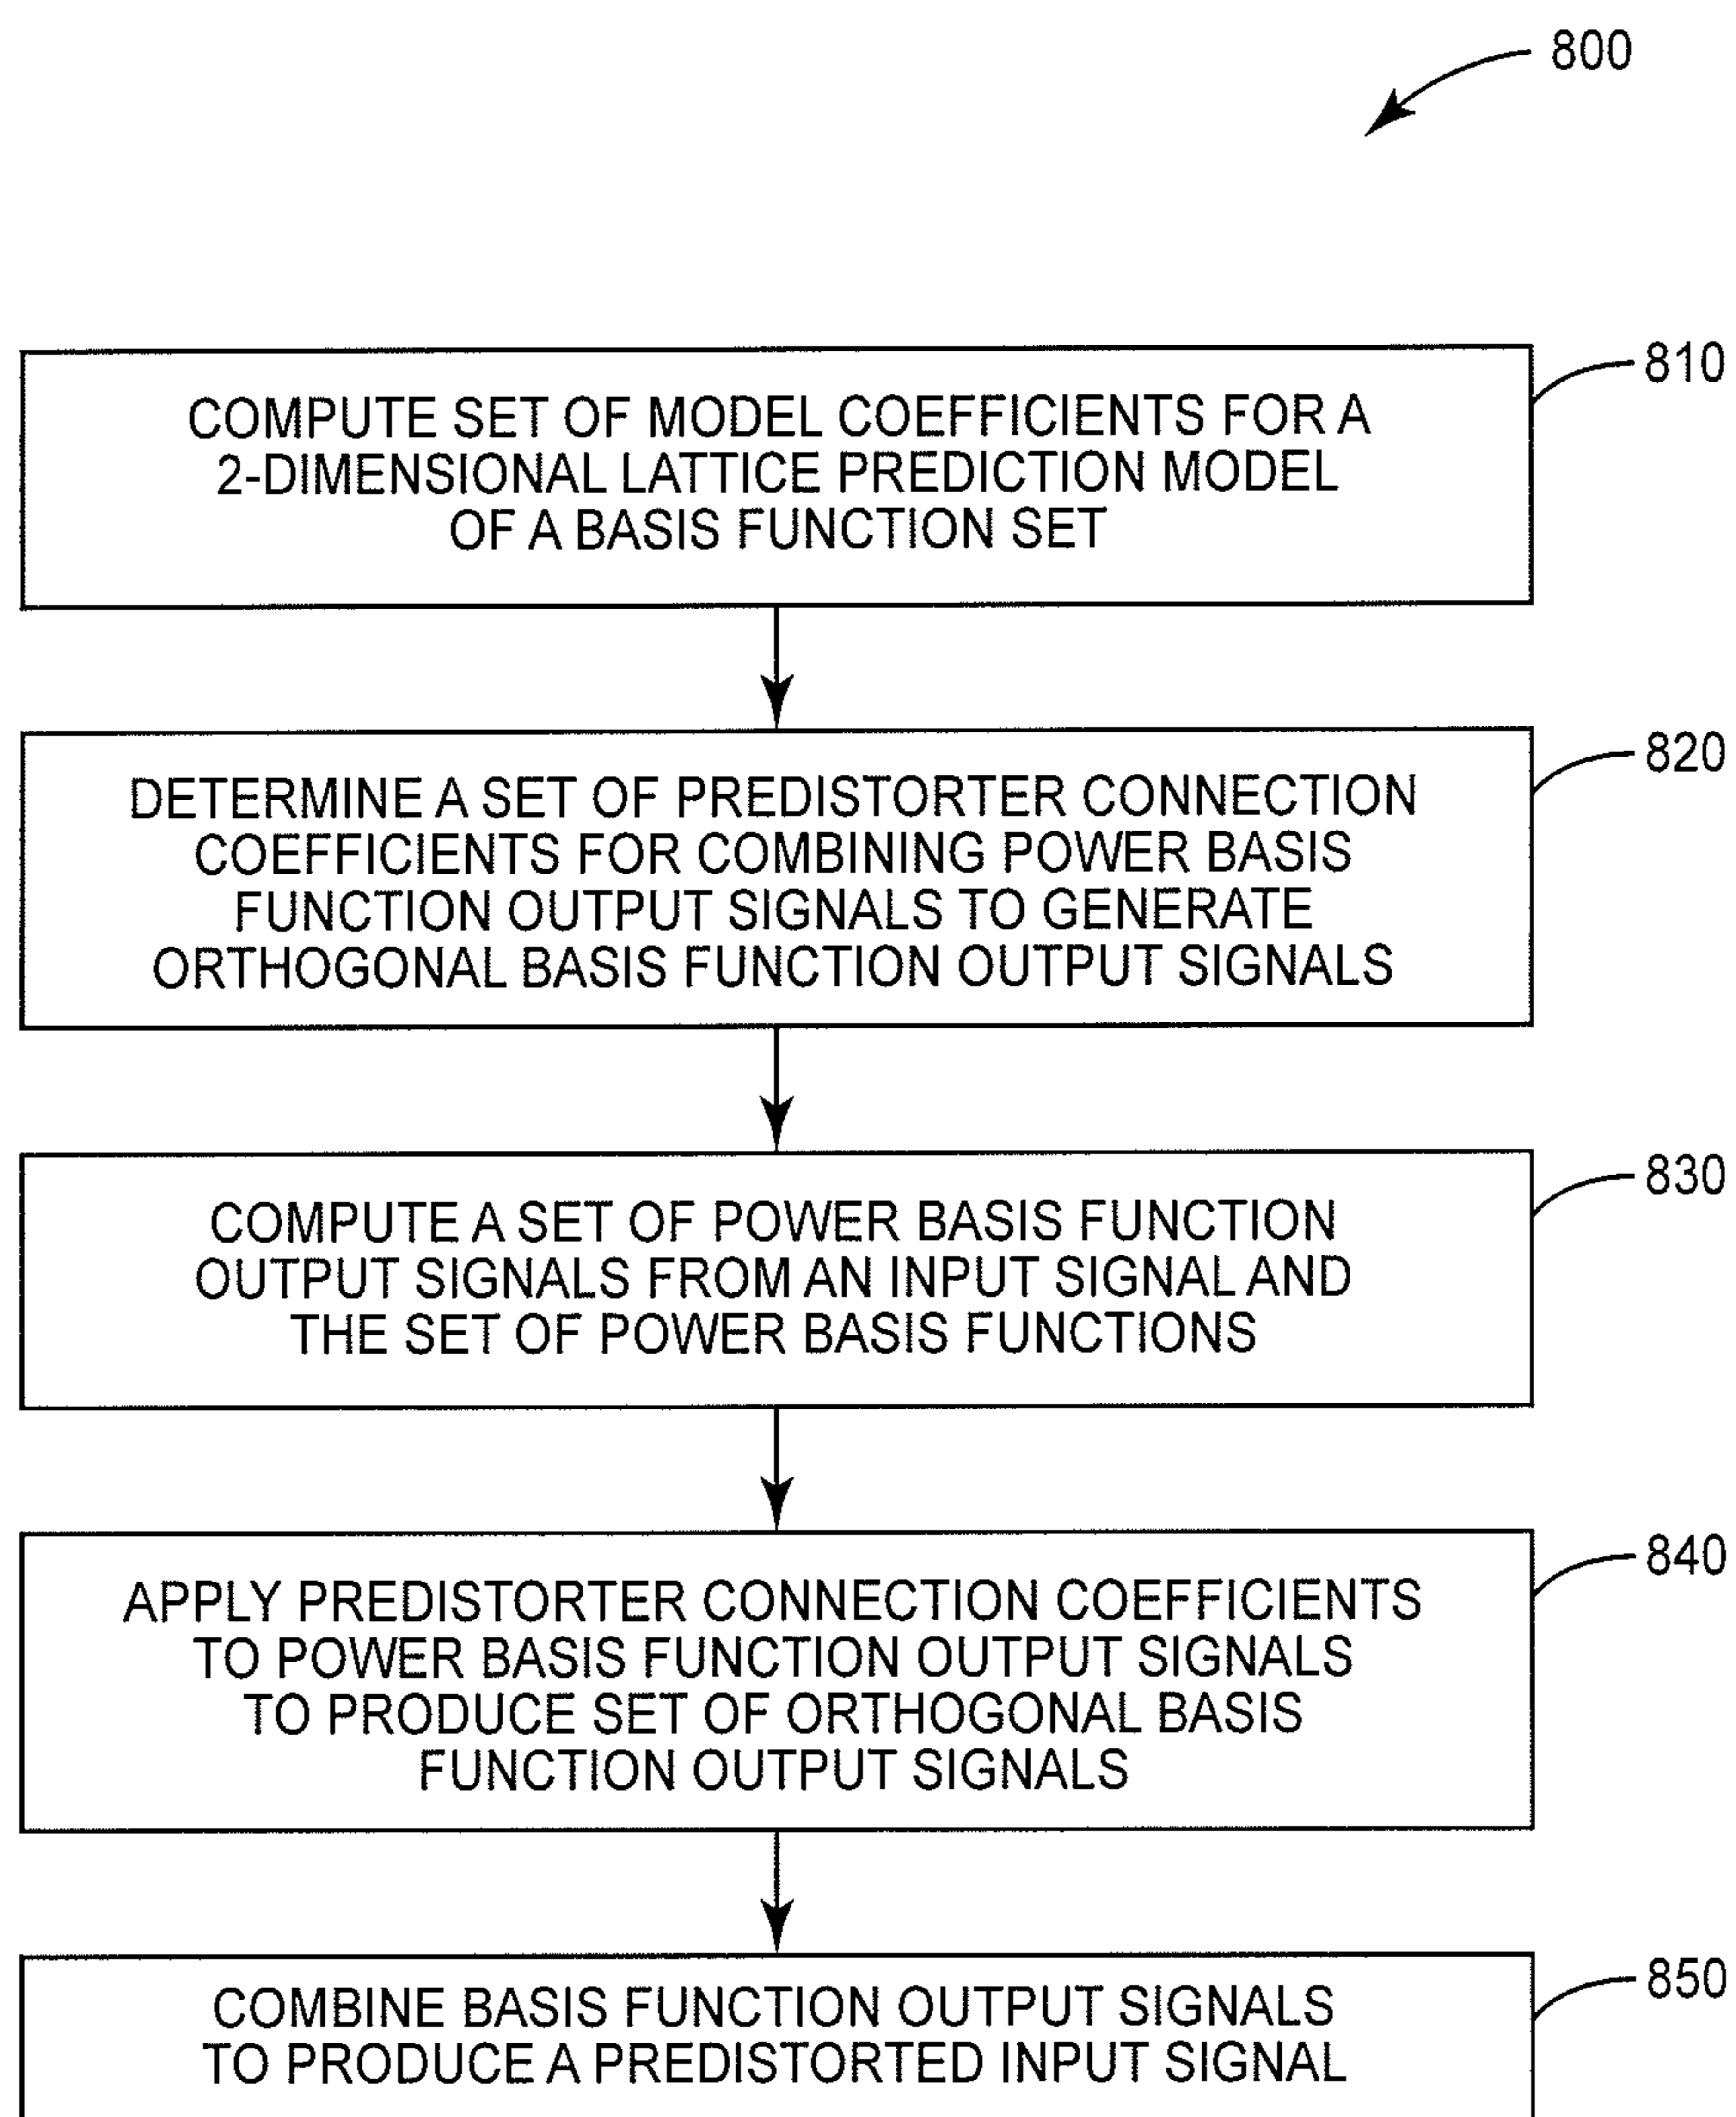 800
810
COMPUTE SET OF MODEL COEFFICIENTS FOR A
2-DIMENSIONAL LATTICE PREDICTION MODEL
OF A BASIS FUNCTION SET
820
DETERMINE A SET OF PREDISTORTER CONNECTION
COEFFICIENTS FOR COMBINING POWER BASIS
FUNCTION OUTPUT SIGNALS TO GENERATE
ORTHOGONAL BASIS FUNCTION OUTPUT SIGNALS
830
COMPUTE A SET OF POWER BASIS FUNCTION
OUTPUT SIGNALS FROM AN INPUT SIGNAL AND
THE SET OF POWER BASIS FUNCTIONS
840
APPLY PREDISTORTER CONNECTION COEFFICIENTS
TO POWER BASIS FUNCTION OUTPUT SIGNALS
TO PRODUCE SET OF ORTHOGONAL BASIS
FUNCTION OUTPUT SIGNALS
850
COMBINE BASIS FUNCTION OUTPUT SIGNALS
TO PRODUCE A PREDISTORTED INPUT SIGNAL